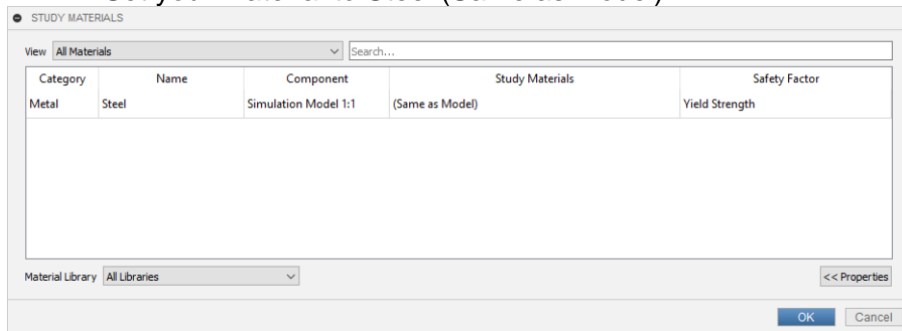 STUDY MATERIALS
View All Materials Search...
Category Name Component Study Materials Safety Factor
Metal Steel Simulation Model 1:1 (Same as Model) Yield Strength
Material Library All Libraries << Properties
OK Cancel